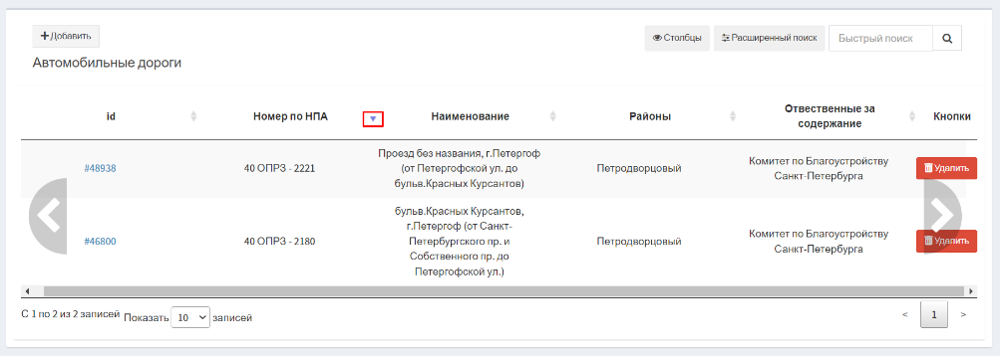 Добавить
Столбцы
Расширенный поиск
Быстрый поиск
Автомобильные дороги
id
Номер по НПА
Наименование
Районы
Отвественные за
содержание
Кнопки
#48938
40 ОПРЗ - 2221
Проезд без названия, г.Петергоф
(от Петергофской ул. до
бульв.Красных Курсантов)
Петродворцовый
Комитет по Благоустройству
Санкт-Петербурга
Удалить
#46800
40 ОПРЗ - 2180
бульв.Красных Курсантов,
г.Петергоф (от Санкт-
Петербургского пр. и
Собственного пр. до
Петергофской ул.)
Петродворцовый
Комитет по Благоустройству
Санкт-Петербурга
Удалить
С 1 по 2 из 2 записей
Показать 10 записей
< 1 >